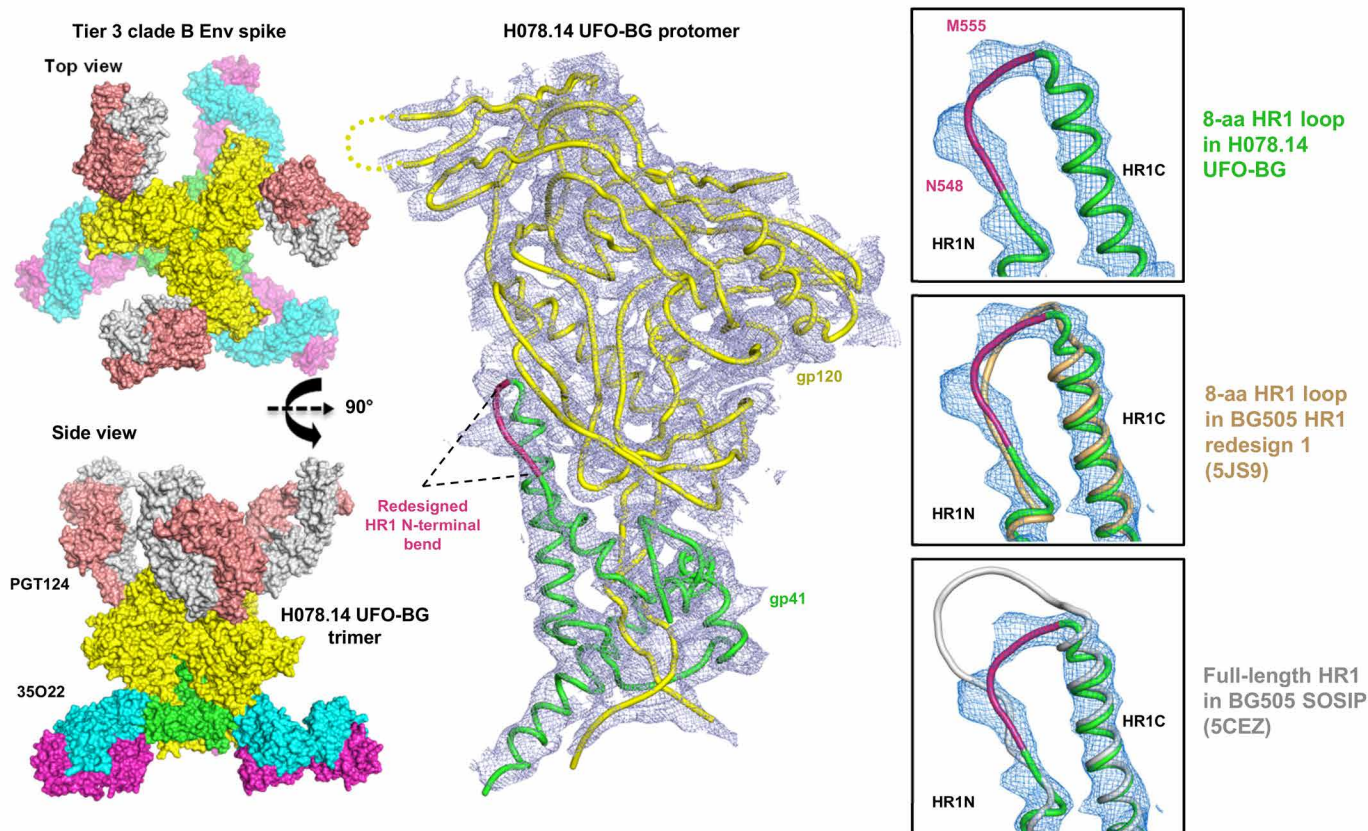 Tier 3 clade B Env spike
Top view
90°
Side view
PGT124
H078.14 UFO-BG
trimer
35O22
H078.14 UFO-BG protomer
gp120
Redesigned
HR1 N-terminal
bend
gp41
M555
N548
HR1C
HR1N
8-aa HR1 loop
in H078.14
UFO-BG
HR1C
HR1N
8-aa HR1 loop
in BG505 HR1
redesign 1
(5JS9)
HR1C
HR1N
Full-length HR1
in BG505 SOSIP
(5CEZ)